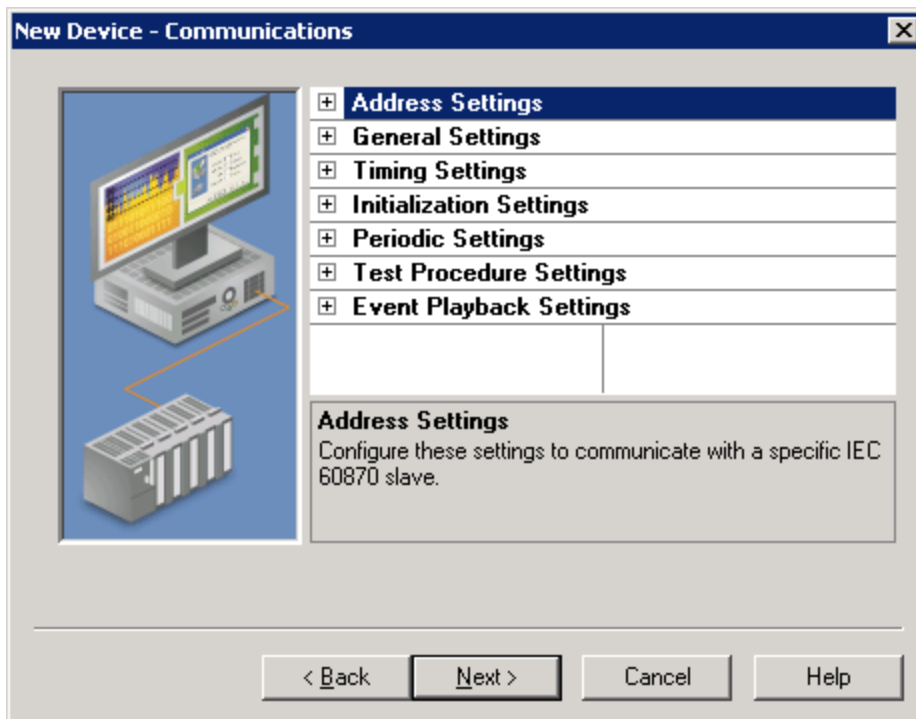 New Device - Communications
Address Settings
General Settings
Timing Settings
Initialization Settings
Periodic Settings
Test Procedure Settings
Event Playback Settings
Address Settings
Configure these settings to communicate with a specific IEC
60870 slave.
< Back
Next >
Cancel
Help